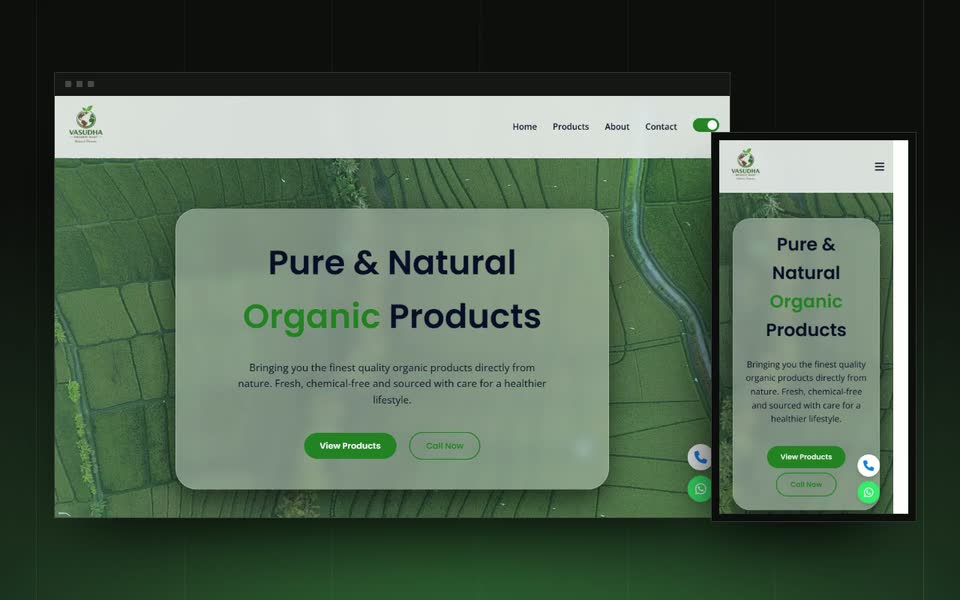 VASUDHA
Home
Products
About
Contact
Pure & Natural
Organic Products
Bringing you the finest quality organic products directly from
nature. Fresh, chemical-free and sourced with care for a healthier
lifestyle.
View Products
Call Now
VASUDHA
Pure &
Natural
Organic
Products
Bringing you the finest quality
organic products directly from
nature. Fresh, chemical-free
and sourced with care for a
healthier lifestyle.
View Products
Call Now